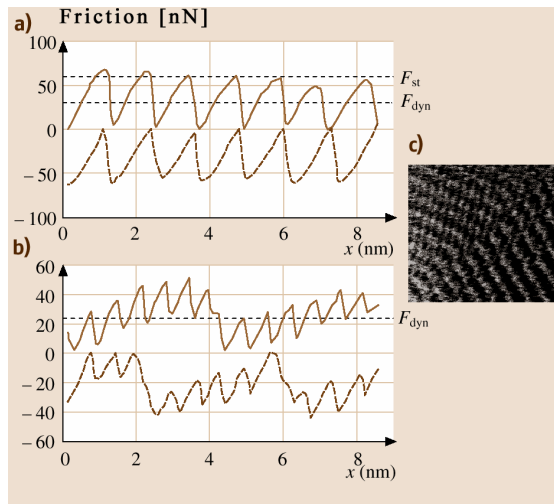 Friction [nN]
a)
100
50
0
–50
–100
F_st
F_dyn
0 2 4 6 8
x (nm)
b)
60
40
20
0
–20
–40
–60
F_dyn
0 2 4 6 8
x (nm)
c)